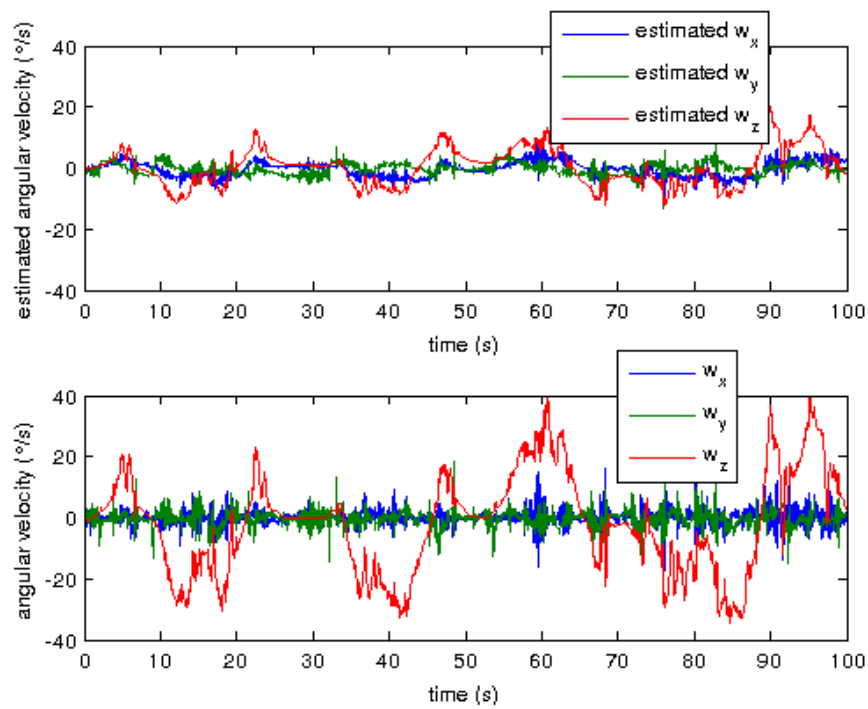 estimated w_x
estimated w_y
estimated w_z
estimated angular velocity (°/s)
40
20
0
-20
-40
0 10 20 30 40 50 60 70 80 90 100
time (s)
w_x
w_y
w_z
angular velocity (°/s)
40
20
0
-20
-40
0 10 20 30 40 50 60 70 80 90 100
time (s)